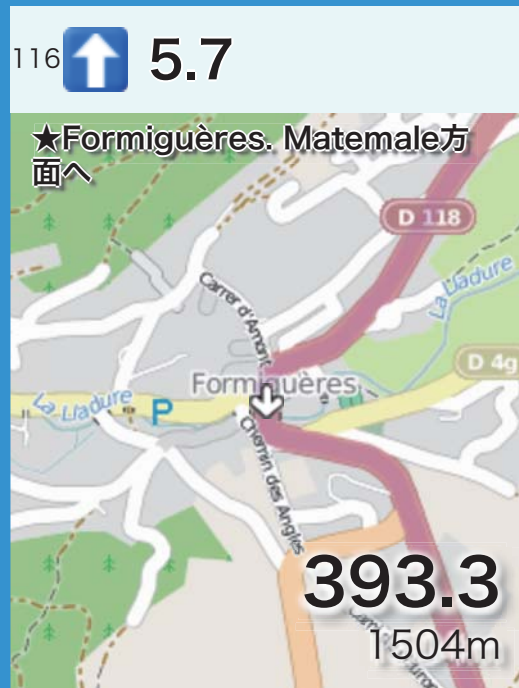 116 5.7
★Formiguères. Matemale方
面へ
D 118
Carrer d'Amont
La Lladure
D 4g
Formiguères
La Lladure
P
Chemin des Angles
393.3
1504m